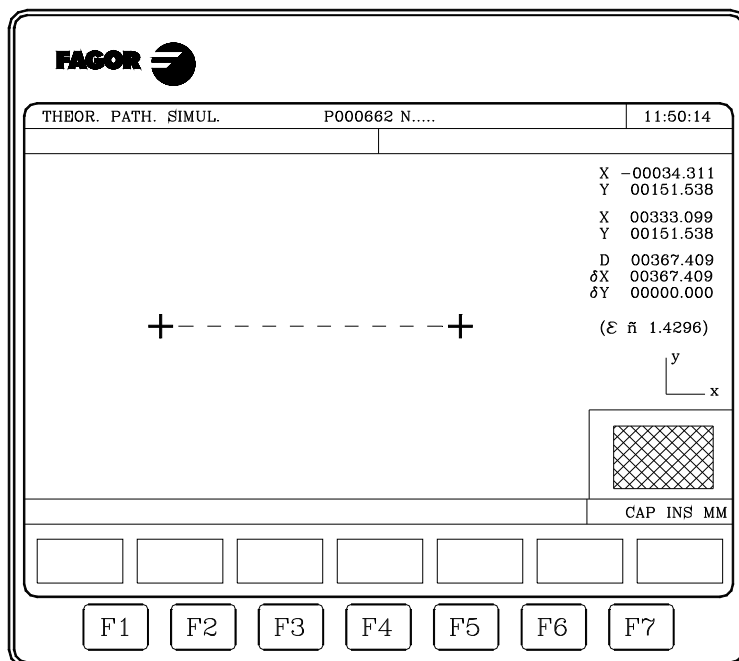 FAGOR
THEOR. PATH. SIMUL. P000662 N..... 11:50:14
X -00034.311
Y 00151.538
X 00333.099
Y 00151.538
D 00367.409
δX 00367.409
δY 00000.000
(Ɛ ñ 1.4296)
y
x
CAP INS MM
F1 F2 F3 F4 F5 F6 F7